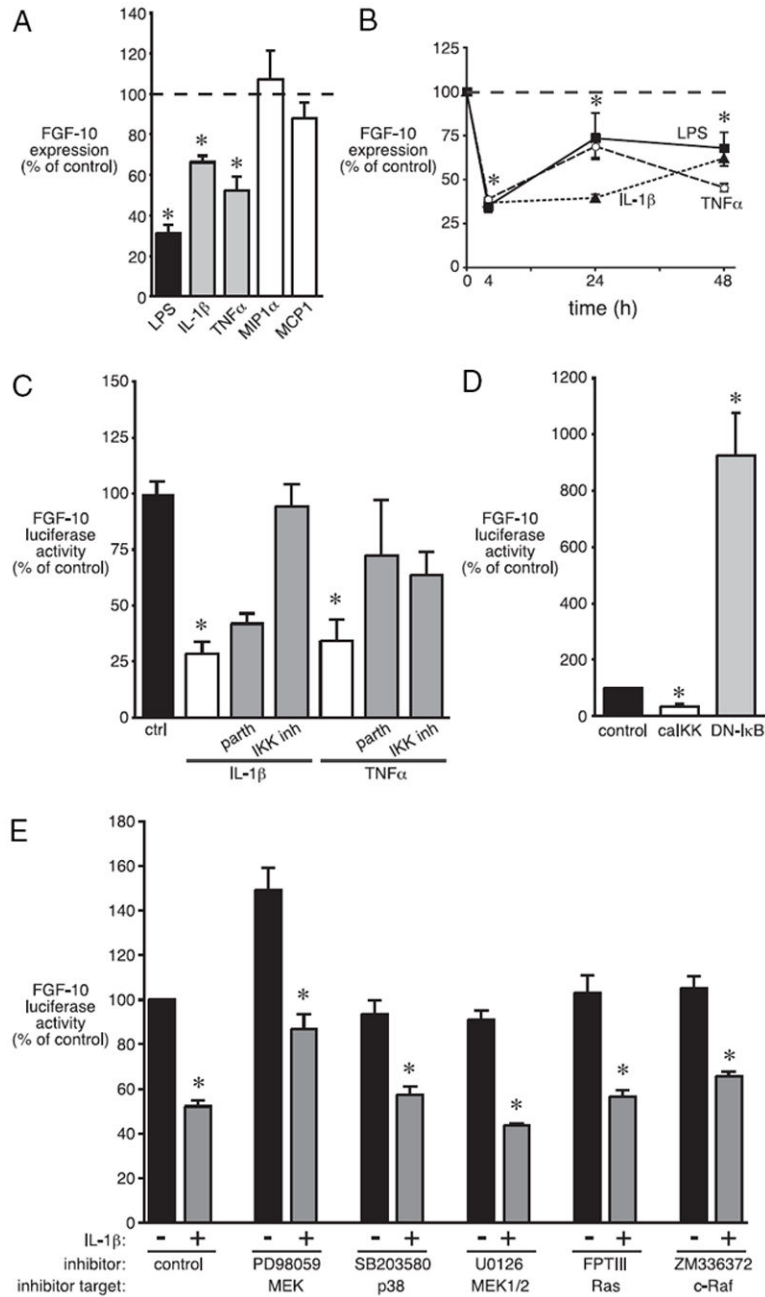 A
FGF-10
expression
(% of control)
140
120
100
80
60
40
20
0
*
*
*
LPS
IL-1β
TNFα
MIP1α
MCP1
B
FGF-10
expression
(% of control)
125
100
75
50
25
0
*
*
*
LPS
IL-1β
TNFα
0 4 24 48
time (h)
C
FGF-10
luciferase
activity
(% of control)
150
125
100
75
50
25
0
*
*
ctrl
parth
IKK inh
parth
IKK inh
IL-1β
TNFα
D
FGF-10
luciferase
activity
(% of control)
1200
1000
800
600
400
200
0
*
*
control caIKK DN-IκB
E
FGF-10
luciferase
activity
(% of control)
180
160
140
120
100
80
60
40
20
0
*
*
*
*
*
*
IL-1β: - + - + - + - + - + - +
inhibitor: control PD98059 SB203580 U0126 FPTIII ZM336372
inhibitor target: MEK p38 MEK1/2 Ras c-Raf